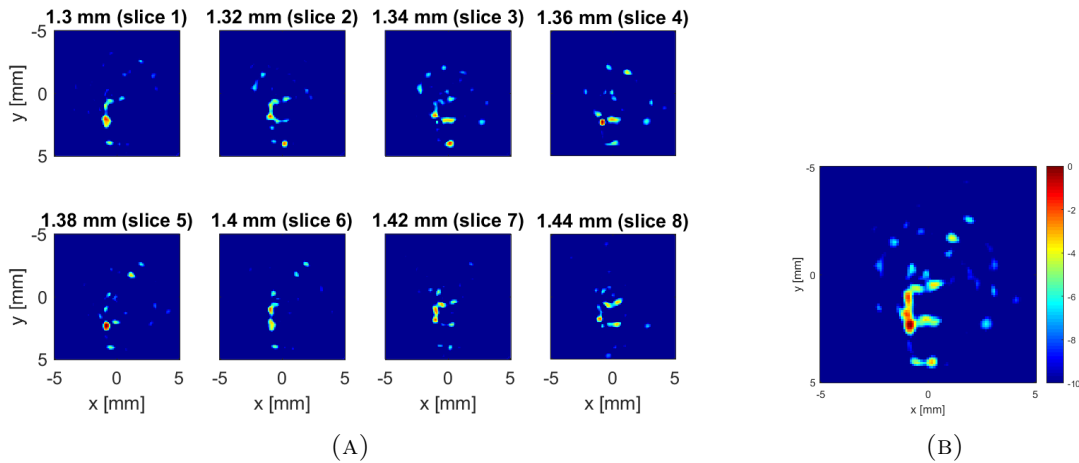 1.3 mm (slice 1) 1.32 mm (slice 2) 1.34 mm (slice 3) 1.36 mm (slice 4)
-5
0
5
y [mm]
1.38 mm (slice 5) 1.4 mm (slice 6) 1.42 mm (slice 7) 1.44 mm (slice 8)
-5
0
5
y [mm]
-5 0 5 -5 0 5 -5 0 5 -5 0 5
x [mm] x [mm] x [mm] x [mm]
(A)
-5
0
5
y [mm]
-5 0 5
x [mm]
0
-2
-4
-6
-8
-10
(B)